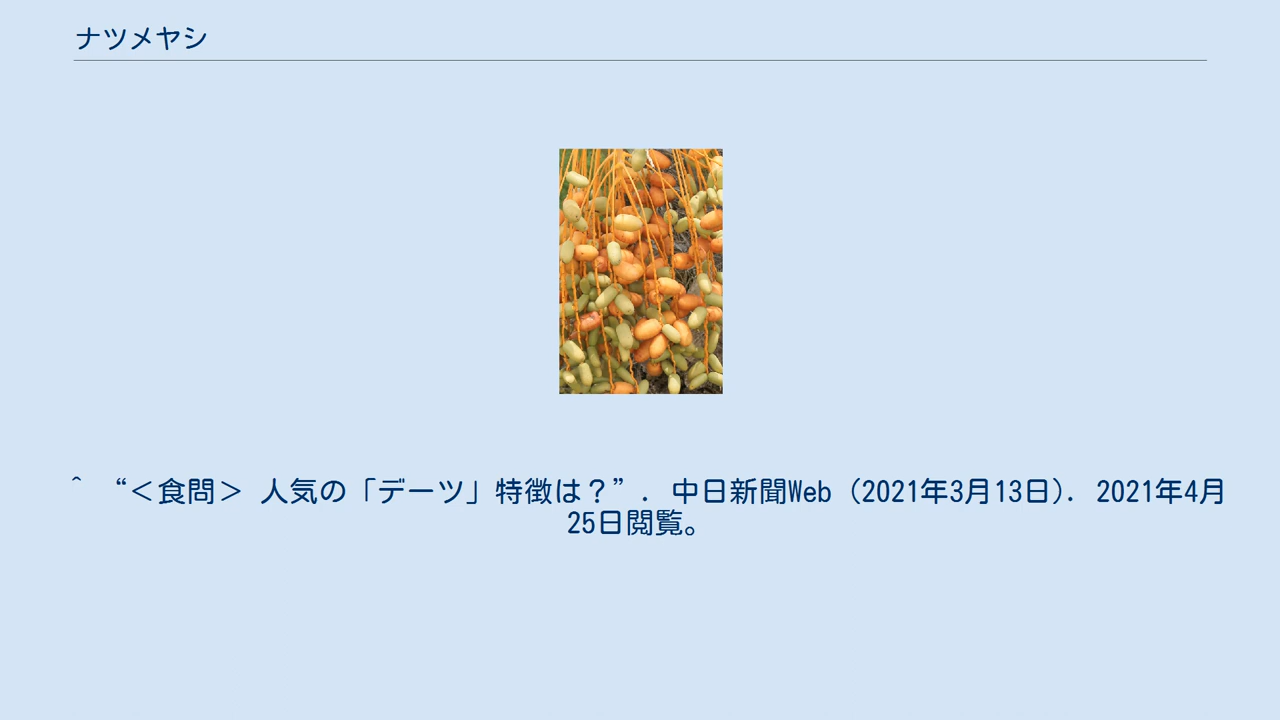 ナツメヤシ
^ “＜食問＞ 人気の「デーツ」特徴は？”. 中日新聞Web (2021年3月13日). 2021年4月
25日閲覧。